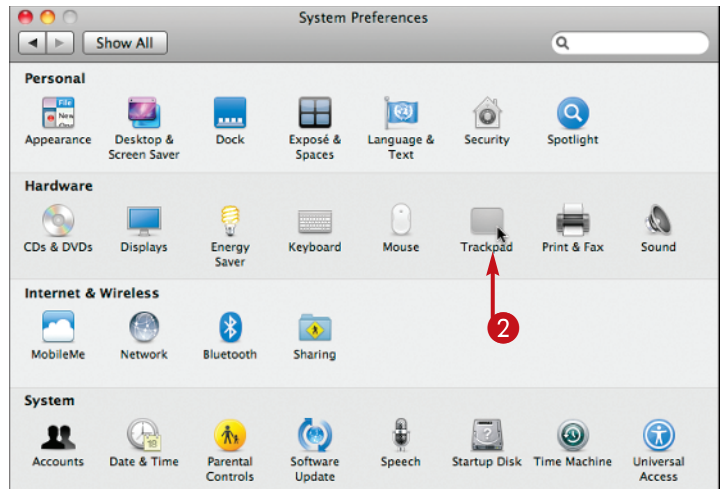 System Preferences
Show All
Personal
File
New
Appearance
Desktop &
Screen Saver
Dock
Exposé &
Spaces
Language &
Text
Security
Spotlight
Hardware
CDs & DVDs
Displays
Energy
Saver
Keyboard
Mouse
Trackpad
Print & Fax
Sound
2
Internet & Wireless
MobileMe
Network
Bluetooth
Sharing
System
Accounts
Date & Time
Parental
Controls
Software
Update
Speech
Startup Disk
Time Machine
Universal
Access